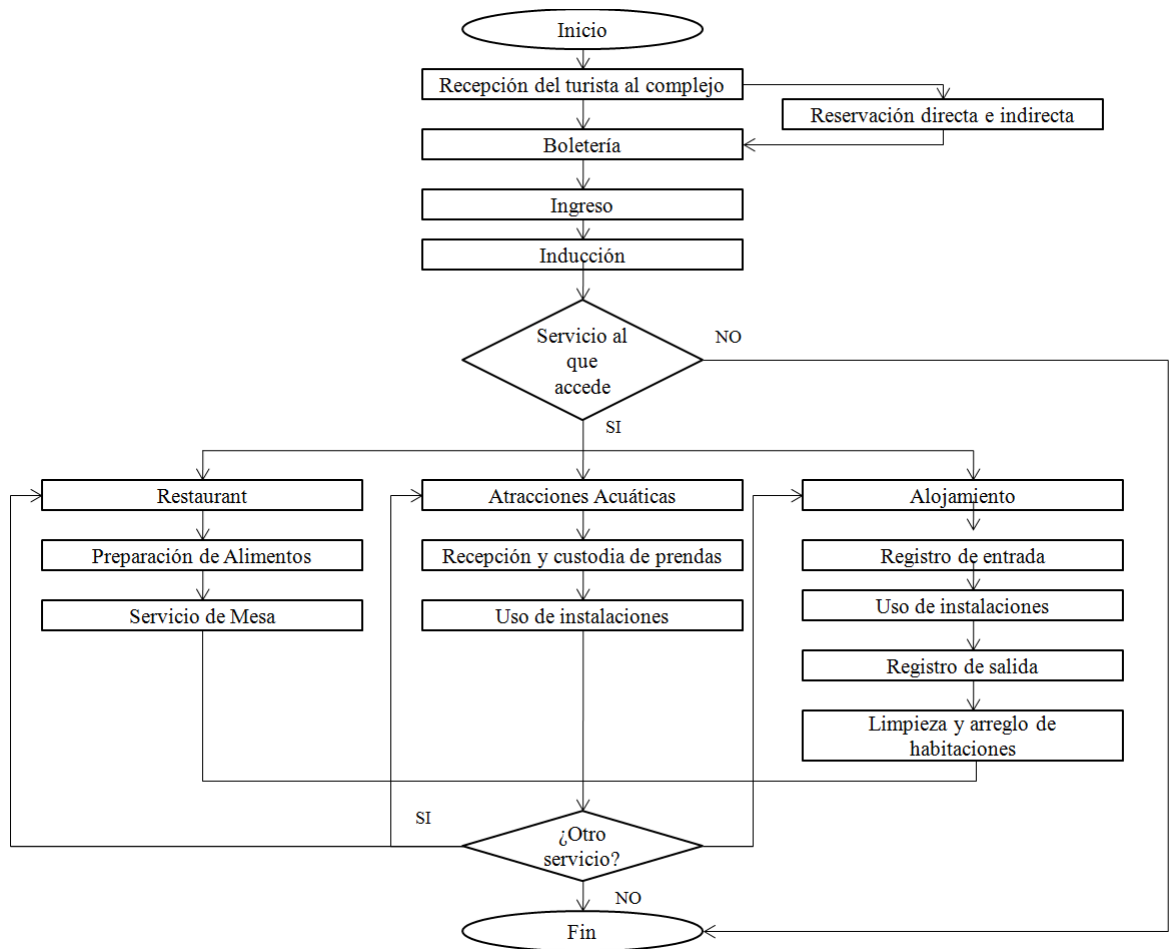 Inicio
Recepción del turista al complejo
Reservación directa e indirecta
Boletería
Ingreso
Inducción
Servicio al
que
accede
NO
SI
Restaurant
Atracciones Acuáticas
Alojamiento
Preparación de Alimentos
Recepción y custodia de prendas
Registro de entrada
Servicio de Mesa
Uso de instalaciones
Uso de instalaciones
Registro de salida
Limpieza y arreglo de
habitaciones
SI
¿Otro
servicio?
NO
Fin